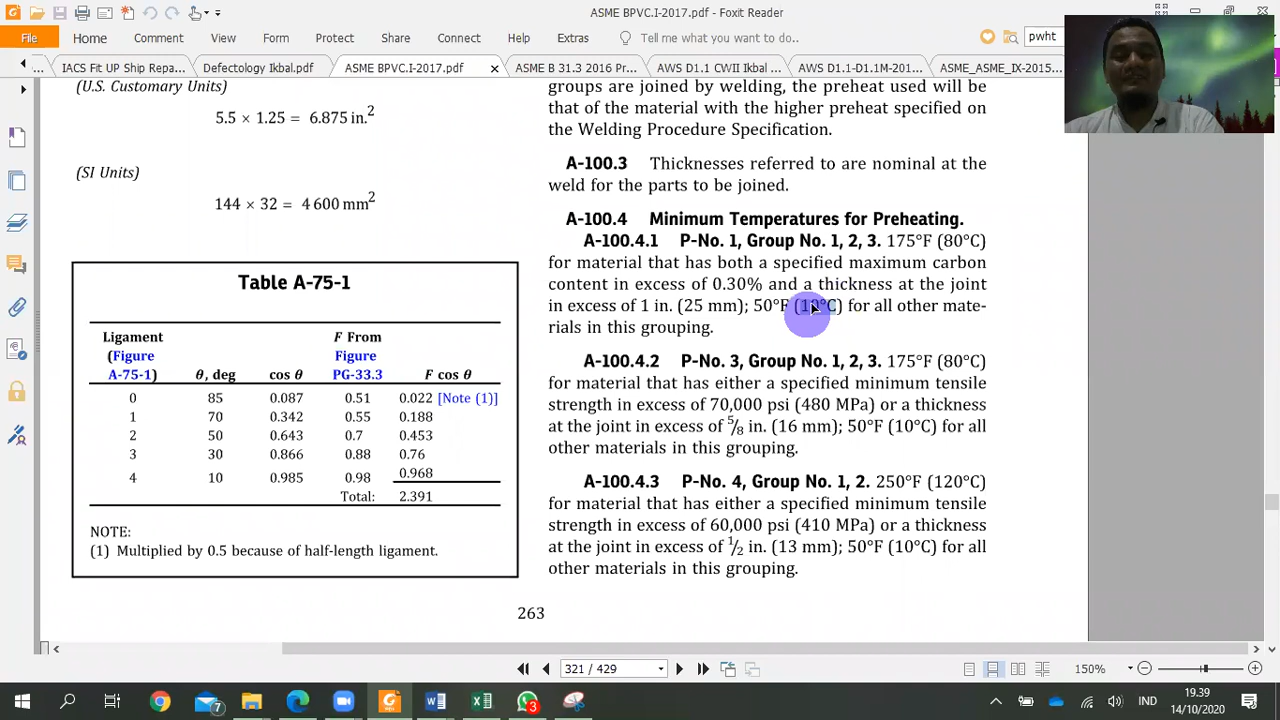 ASME BPVC.I-2017.pdf - Foxit Reader
File
Home
Comment
View
Form
Protect
Share
Connect
Help
Extras
Tell me what you want to do...
pwht
IACS Fit UP Ship Repa...
Defectology Ikbal.pdf
ASME BPVC.I-2017.pdf
ASME B 31.3 2016 Pr...
AWS D1.1 CWII Ikbal ...
AWS D1.1-D1.1M-201...
ASME_ASME_IX-2015...
(U.S. Customary Units)
5.5 × 1.25 = 6.875 in.2
(SI Units)
144 × 32 = 4 600 mm2
Table A-75-1
Ligament
(Figure
A-75-1)
θ, deg
cos θ
F From
Figure
PG-33.3
F cos θ
0 85 0.087 0.51 0.022 [Note (1)]
1 70 0.342 0.55 0.188
2 50 0.643 0.7 0.453
3 30 0.866 0.88 0.76
4 10 0.985 0.98 0.968
Total: 2.391
NOTE:
(1) Multiplied by 0.5 because of half-length ligament.
groups are joined by welding, the preheat used will be
that of the material with the higher preheat specified on
the Welding Procedure Specification.
A-100.3 Thicknesses referred to are nominal at the
weld for the parts to be joined.
A-100.4 Minimum Temperatures for Preheating.
A-100.4.1 P-No. 1, Group No. 1, 2, 3. 175°F (80°C)
for material that has both a specified maximum carbon
content in excess of 0.30% and a thickness at the joint
in excess of 1 in. (25 mm); 50°F (10°C) for all other mate-
rials in this grouping.
A-100.4.2 P-No. 3, Group No. 1, 2, 3. 175°F (80°C)
for material that has either a specified minimum tensile
strength in excess of 70,000 psi (480 MPa) or a thickness
at the joint in excess of 5/8 in. (16 mm); 50°F (10°C) for all
other materials in this grouping.
A-100.4.3 P-No. 4, Group No. 1, 2. 250°F (120°C)
for material that has either a specified minimum tensile
strength in excess of 60,000 psi (410 MPa) or a thickness
at the joint in excess of 1/2 in. (13 mm); 50°F (10°C) for all
other materials in this grouping.
263
321 / 429
150%
7
3
IND
19.39
14/10/2020